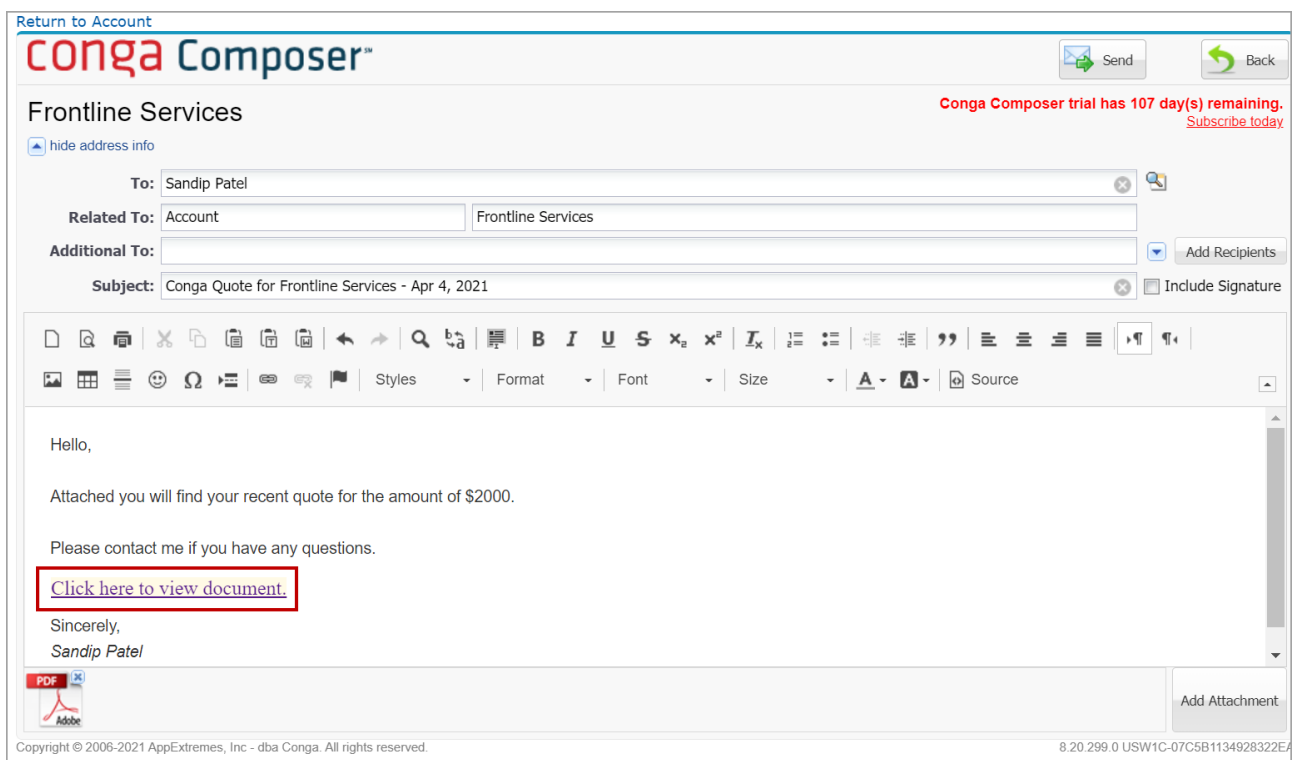 Return to Account
conga Composer℠
Send
Back
Frontline Services
Conga Composer trial has 107 day(s) remaining.
Subscribe today
hide address info
To: Sandip Patel
Related To: Account Frontline Services
Additional To:
Add Recipients
Subject: Conga Quote for Frontline Services - Apr 4, 2021
Include Signature
B I U S x₂ x² Iₓ
Ω Styles Format Font Size A A Source
Hello,
Attached you will find your recent quote for the amount of $2000.
Please contact me if you have any questions.
Click here to view document.
Sincerely,
Sandip Patel
PDF
Adobe
Add Attachment
Copyright © 2006-2021 AppExtremes, Inc - dba Conga. All rights reserved.
8.20.299.0 USW1C-07C5B1134928322EA